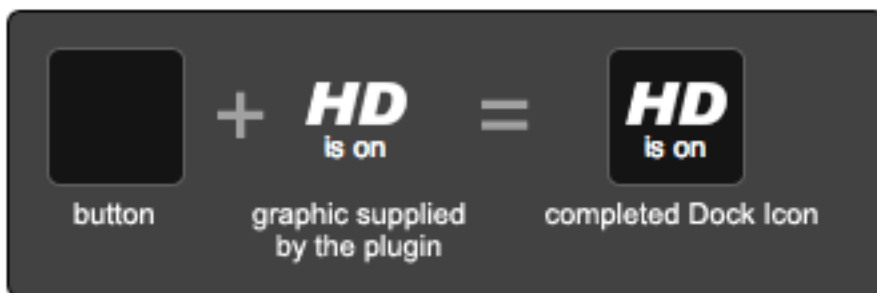 + HD = HD
is on is on
button graphic supplied completed Dock Icon
by the plugin